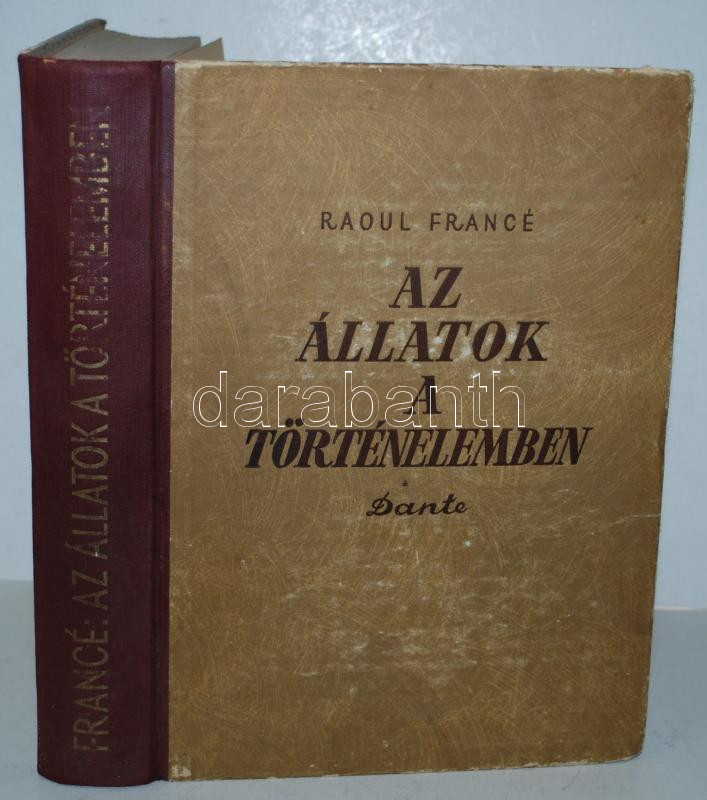 FRANCÉ: AZ ÁLLATOK A TÖRTÉNELEMBEN
RAOUL FRANCÉ
AZ
ÁLLATOK
A
TÖRTÉNELEMBEN
Dante
darabanth